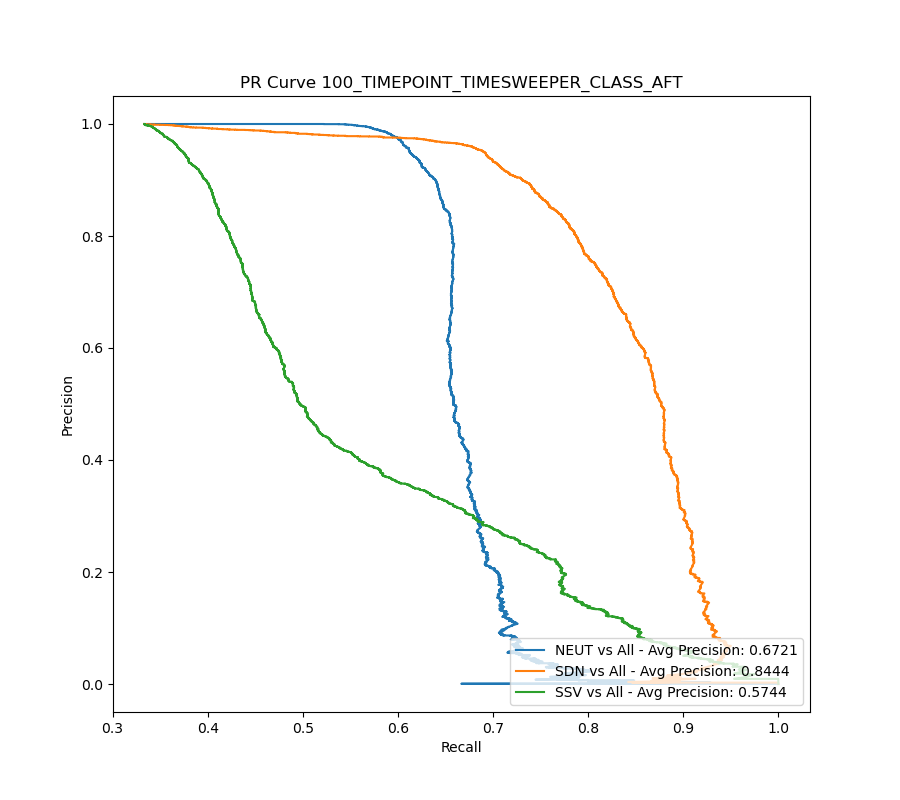 PR Curve 100_TIMEPOINT_TIMESWEEPER_CLASS_AFT
1.0
0.8
0.6
0.4
0.2
0.0
Precision
0.3 0.4 0.5 0.6 0.7 0.8 0.9 1.0
Recall
NEUT vs All - Avg Precision: 0.6721
SDN vs All - Avg Precision: 0.8444
SSV vs All - Avg Precision: 0.5744